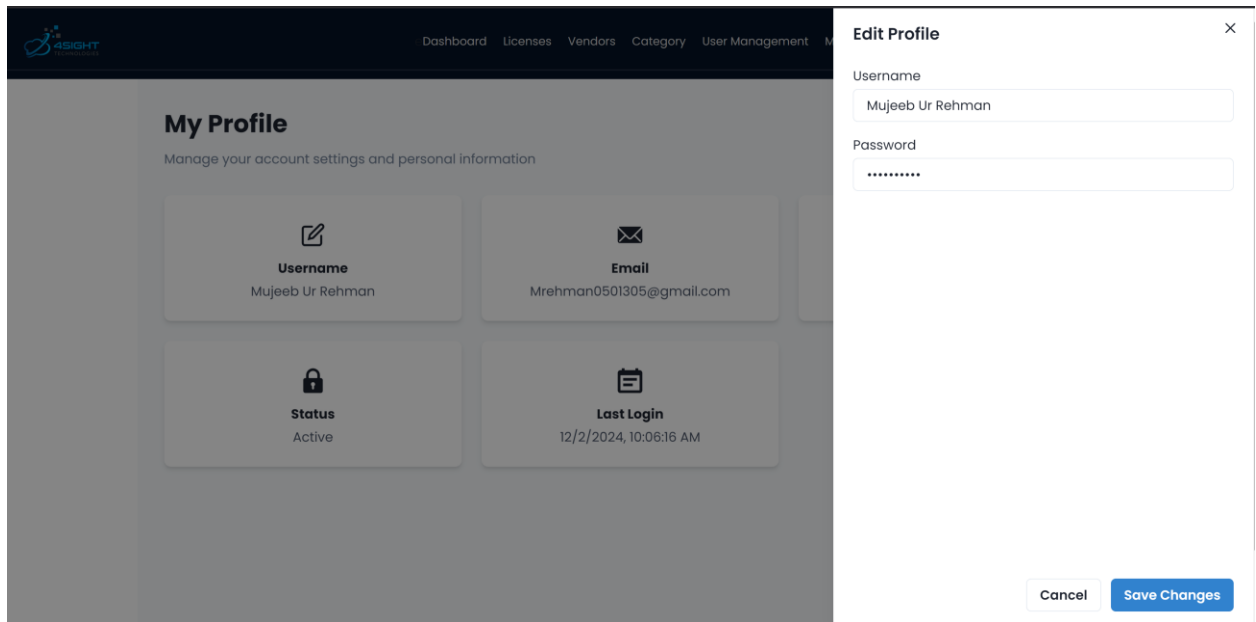 4SIGHT
TECHNOLOGIES
Dashboard Licenses Vendors Category User Management M
My Profile
Manage your account settings and personal information
Username
Mujeeb Ur Rehman
Email
Mrehman0501305@gmail.com
Status
Active
Last Login
12/2/2024, 10:06:16 AM
Edit Profile
Username
Mujeeb Ur Rehman
Password
••••••••••
Cancel Save Changes